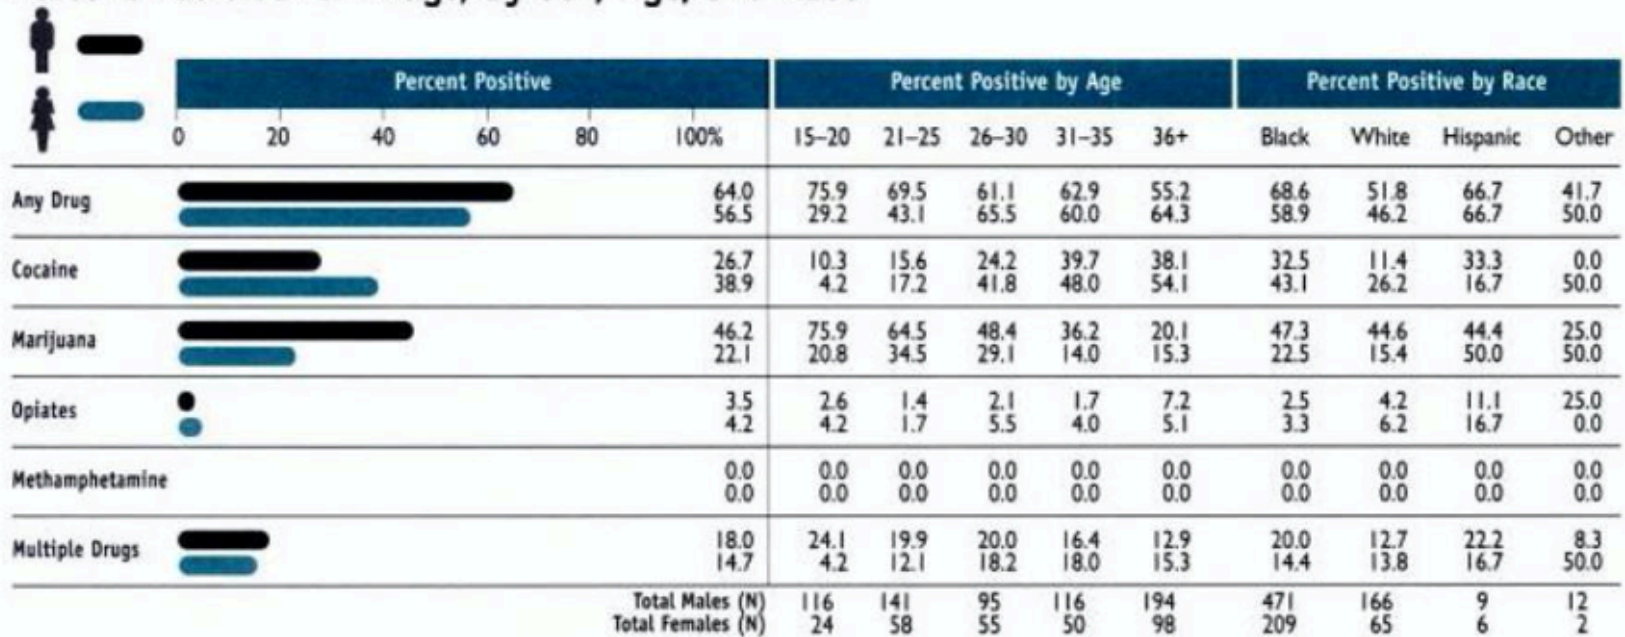 Percent Positive Percent Positive by Age Percent Positive by Race
0 20 40 60 80 100% 15–20 21–25 26–30 31–35 36+ Black White Hispanic Other
Any Drug 64.0 75.9 69.5 61.1 62.9 55.2 68.6 51.8 66.7 41.7
56.5 29.2 43.1 65.5 60.0 64.3 58.9 46.2 66.7 50.0
Cocaine 26.7 10.3 15.6 24.2 39.7 38.1 32.5 11.4 33.3 0.0
38.9 4.2 17.2 41.8 48.0 54.1 43.1 26.2 16.7 50.0
Marijuana 46.2 75.9 64.5 48.4 36.2 20.1 47.3 44.6 44.4 25.0
22.1 20.8 34.5 29.1 14.0 15.3 22.5 15.4 50.0 50.0
Opiates 3.5 2.6 1.4 2.1 1.7 7.2 2.5 4.2 11.1 25.0
4.2 4.2 1.7 5.5 4.0 5.1 3.3 6.2 16.7 0.0
Methamphetamine 0.0 0.0 0.0 0.0 0.0 0.0 0.0 0.0 0.0 0.0
0.0 0.0 0.0 0.0 0.0 0.0 0.0 0.0 0.0 0.0
Multiple Drugs 18.0 24.1 19.9 20.0 16.4 12.9 20.0 12.7 22.2 8.3
14.7 4.2 12.1 18.2 18.0 15.3 14.4 13.8 16.7 50.0
Total Males (N) 116 141 95 116 194 471 166 9 12
Total Females (N) 24 58 55 50 98 209 65 6 2